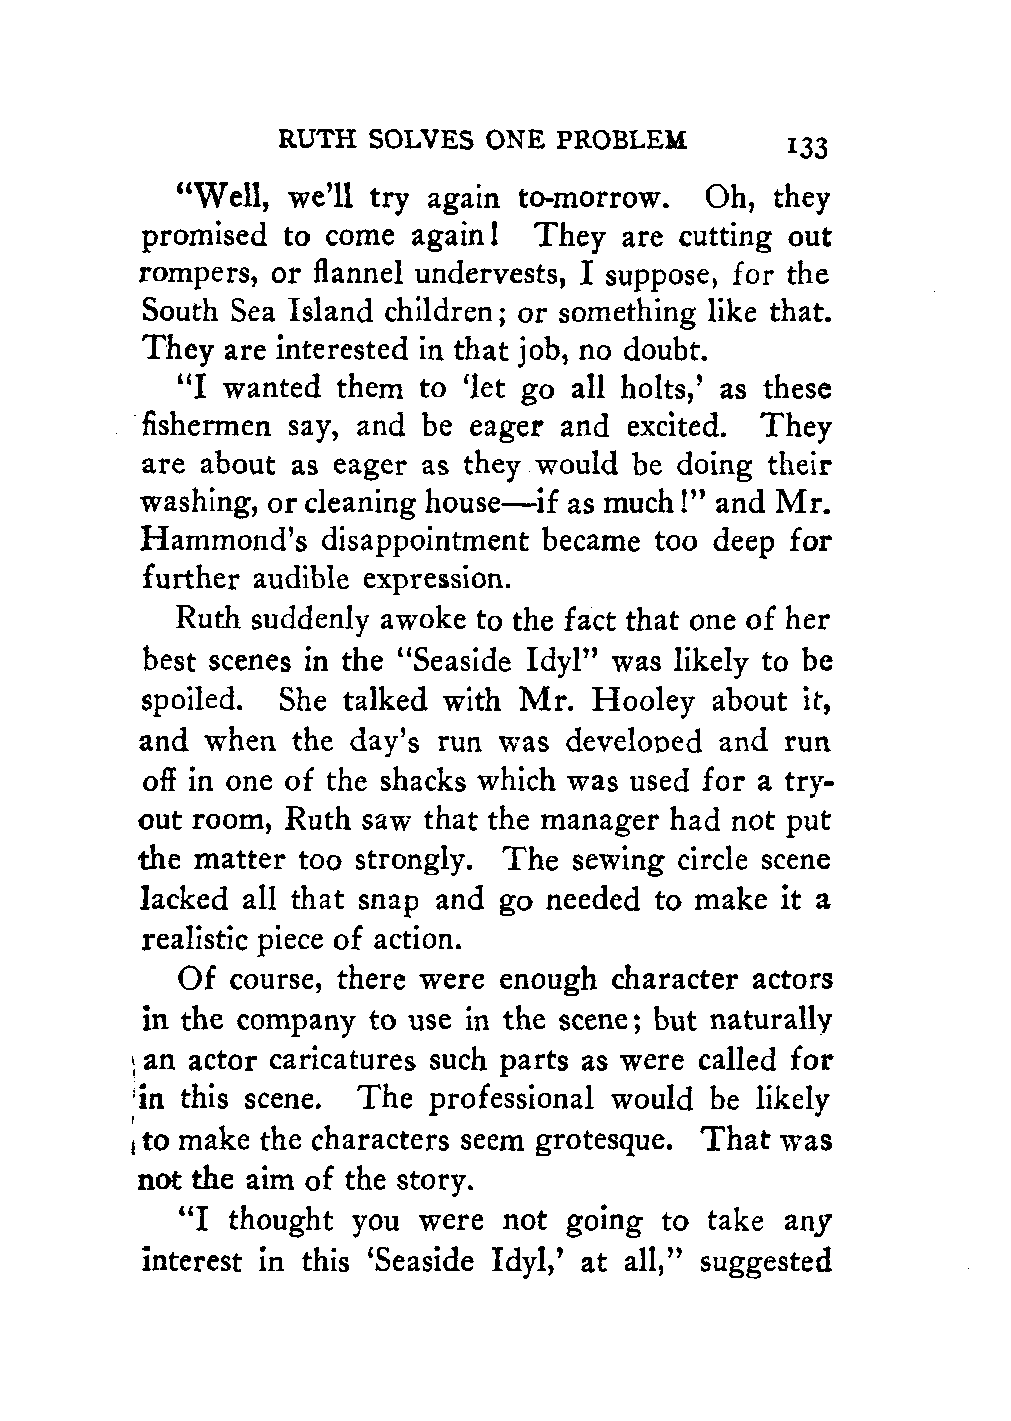 RUTH SOLVES ONE PROBLEM 133
“Well, we’ll try again to-morrow. Oh, they
promised to come again! They are cutting out
rompers, or flannel undervests, I suppose, for the
South Sea Island children; or something like that.
They are interested in that job, no doubt.
“I wanted them to ‘let go all holts,’ as these
fishermen say, and be eager and excited. They
are about as eager as they would be doing their
washing, or cleaning house—if as much!” and Mr.
Hammond’s disappointment became too deep for
further audible expression.
Ruth suddenly awoke to the fact that one of her
best scenes in the “Seaside Idyl” was likely to be
spoiled. She talked with Mr. Hooley about it,
and when the day’s run was developed and run
off in one of the shacks which was used for a try-
out room, Ruth saw that the manager had not put
the matter too strongly. The sewing circle scene
lacked all that snap and go needed to make it a
realistic piece of action.
Of course, there were enough character actors
in the company to use in the scene; but naturally
an actor caricatures such parts as were called for
in this scene. The professional would be likely
to make the characters seem grotesque. That was
not the aim of the story.
“I thought you were not going to take any
interest in this ‘Seaside Idyl,’ at all,” suggested